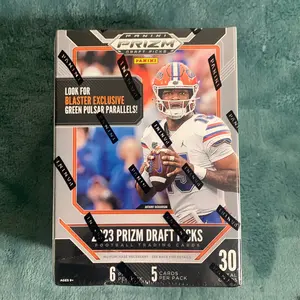 PANINI
PRIZM
DRAFT PICKS
PANINI
LOOK FOR
BLASTER EXCLUSIVE
GREEN PULSAR PARALLELS!
2023 PRIZM DRAFT PICKS
FOOTBALL TRADING CARDS
6
5 CARDS
PER PACK
30
PANINI